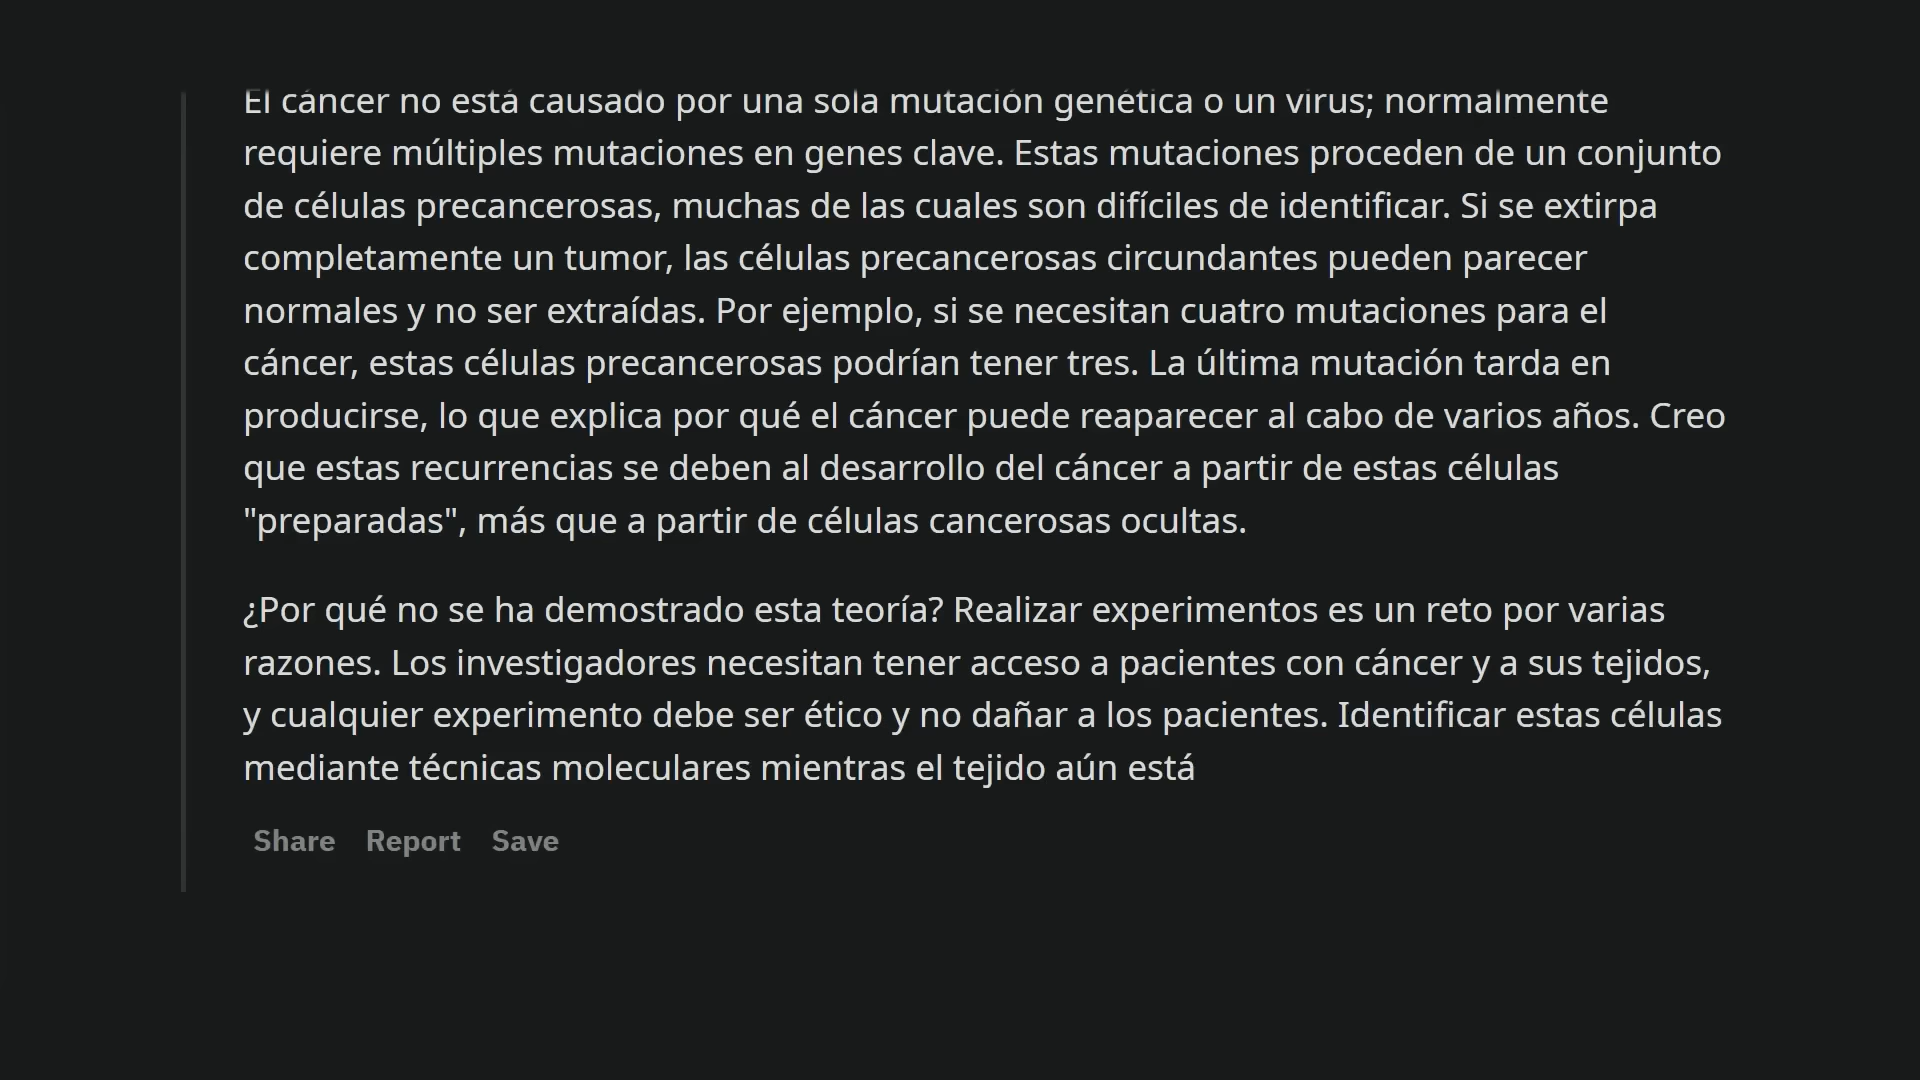 El cáncer no está causado por una sola mutación genética o un virus; normalmente
requiere múltiples mutaciones en genes clave. Estas mutaciones proceden de un conjunto
de células precancerosas, muchas de las cuales son difíciles de identificar. Si se extirpa
completamente un tumor, las células precancerosas circundantes pueden parecer
normales y no ser extraídas. Por ejemplo, si se necesitan cuatro mutaciones para el
cáncer, estas células precancerosas podrían tener tres. La última mutación tarda en
producirse, lo que explica por qué el cáncer puede reaparecer al cabo de varios años. Creo
que estas recurrencias se deben al desarrollo del cáncer a partir de estas células
"preparadas", más que a partir de células cancerosas ocultas.
¿Por qué no se ha demostrado esta teoría? Realizar experimentos es un reto por varias
razones. Los investigadores necesitan tener acceso a pacientes con cáncer y a sus tejidos,
y cualquier experimento debe ser ético y no dañar a los pacientes. Identificar estas células
mediante técnicas moleculares mientras el tejido aún está
Share Report Save